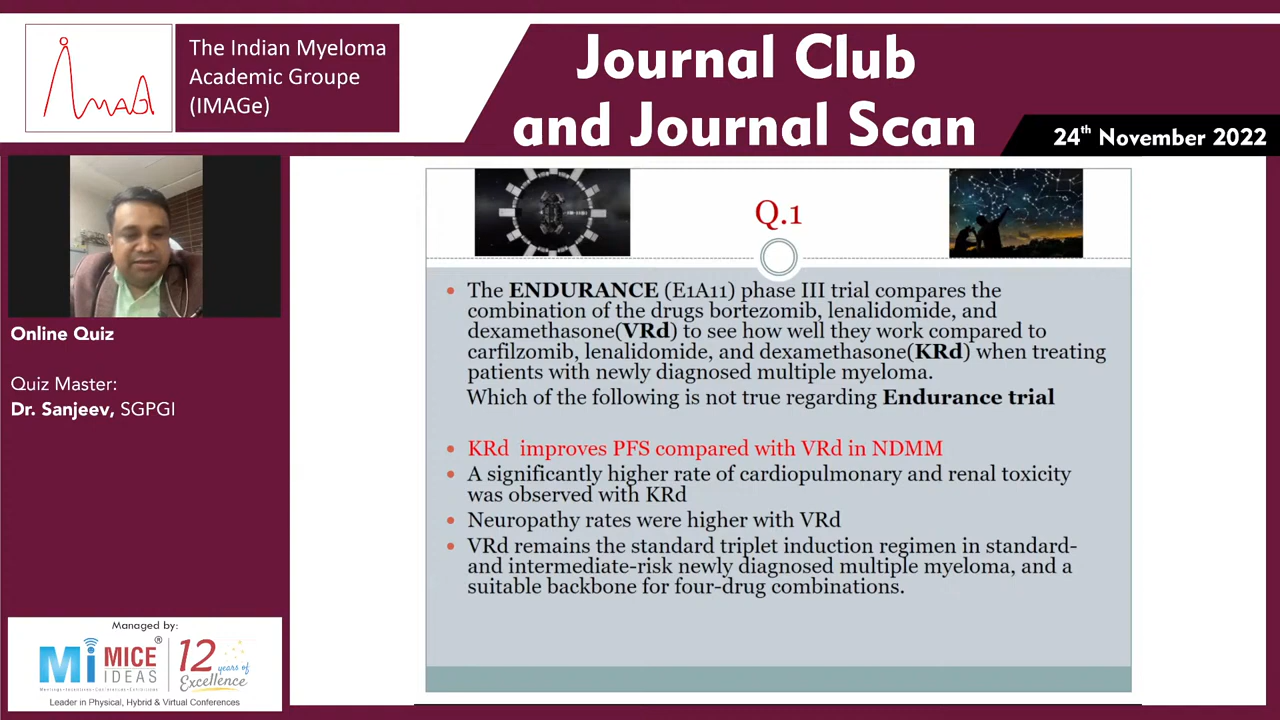 The Indian Myeloma
Academic Groupe
(IMAGe)
Journal Club
and Journal Scan
24th November 2022
Online Quiz
Quiz Master:
Dr. Sanjeev, SGPGI
Q.1
• The ENDURANCE (E1A11) phase III trial compares the
combination of the drugs bortezomib, lenalidomide, and
dexamethasone(VRd) to see how well they work compared to
carfilzomib, lenalidomide, and dexamethasone(KRd) when treating
patients with newly diagnosed multiple myeloma.
Which of the following is not true regarding Endurance trial
• KRd improves PFS compared with VRd in NDMM
• A significantly higher rate of cardiopulmonary and renal toxicity
was observed with KRd
• Neuropathy rates were higher with VRd
• VRd remains the standard triplet induction regimen in standard-
and intermediate-risk newly diagnosed multiple myeloma, and a
suitable backbone for four-drug combinations.
Managed by:
Mi MICE IDEAS®
12 years of Excellence
Leader in Physical, Hybrid & Virtual Conferences